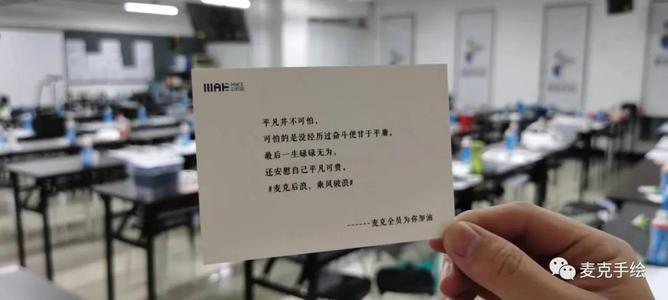 平凡并不可怕,
可怕的是没经历过奋斗便甘于平庸。
最后一生碌碌无为,
还安慰自己平凡可贵。
#麦克后浪,乘风破浪#
------麦克全员为你加油
麦克手绘